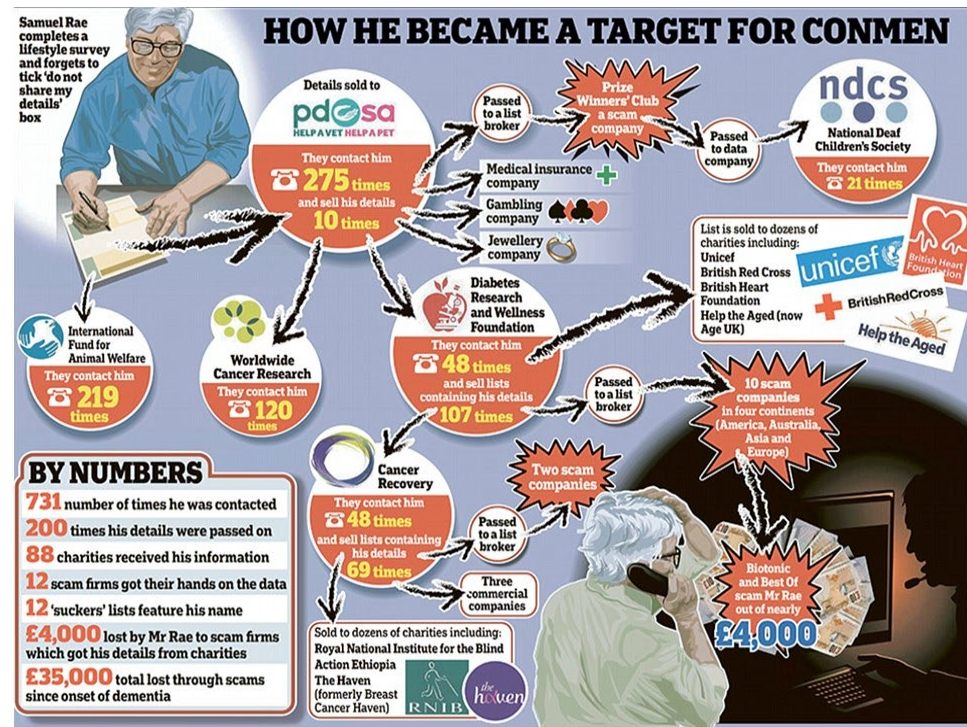 HOW HE BECAME A TARGET FOR CONMEN
Samuel Rae
completes a
lifestyle survey
and forgets to
tick 'do not
share my
details'
box
Details sold to
pdsa
HELP A VET HELP A PET
They contact him
275 times
and sell his details
10 times
Passed
to a list
broker
Prize
Winners' Club
a scam
company
Passed
to data
company
ndcs
National Deaf
Children's Society
They contact him
21 times
Medical insurance
company
Gambling
company
Jewellery
company
List is sold to dozens of
charities including:
Unicef
British Red Cross
British Heart
Foundation
Help the Aged (now
Age UK)
unicef
British Heart
Foundation
BritishRedCross
Help the Aged
International
Fund for
Animal Welfare
They contact him
219
times
Worldwide
Cancer Research
They contact him
120
times
Diabetes
Research
and Wellness
Foundation
They contact him
48 times
and sell lists
containing his details
107 times
Passed
to a list
broker
10 scam
companies
in four continents
(America, Australia,
Asia and
Europe)
Cancer
Recovery
They contact him
48 times
and sell lists containing
his details
69 times
Passed
to a list
broker
Two scam
companies
Three
commercial
companies
Sold to dozens of charities including:
Royal National Institute for the Blind
Action Ethiopia
The Haven
(formerly Breast
Cancer Haven)
RNIB
the haven
Biotonic
and Best Of
scam Mr Rae
out of nearly
£4,000
BY NUMBERS
731 number of times he was contacted
200 times his details were passed on
88 charities received his information
12 scam firms got their hands on the data
12 'suckers' lists feature his name
£4,000 lost by Mr Rae to scam firms
which got his details from charities
£35,000 total lost through scams
since onset of dementia